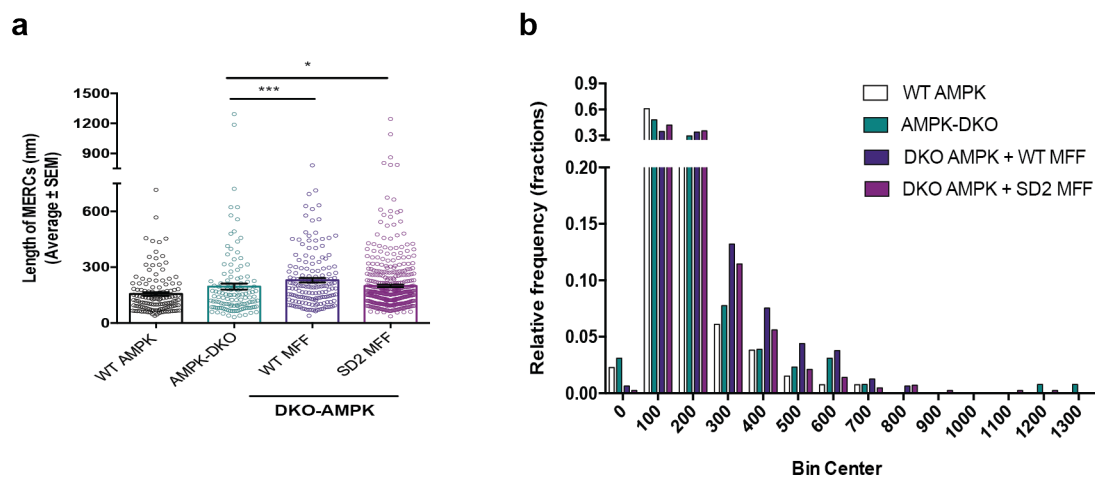 a
b
*
***
Length of MERCs (nm)
(Average ± SEM)
1500
1200
900
600
300
0
WT AMPK
AMPK-DKO
WT MFF
SD2 MFF
DKO-AMPK
Relative frequency (fractions)
0.9
0.6
0.3
0.20
0.15
0.10
0.05
0.00
WT AMPK
AMPK-DKO
DKO AMPK + WT MFF
DKO AMPK + SD2 MFF
0
100
200
300
400
500
600
700
800
900
1000
1100
1200
1300
Bin Center